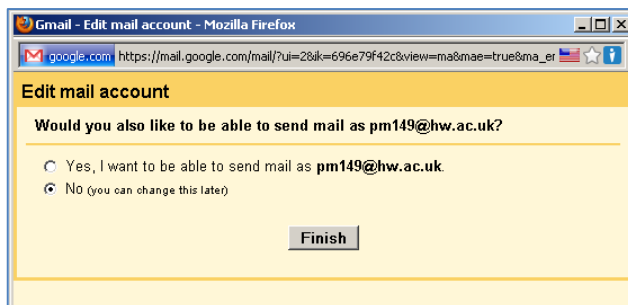 Gmail - Edit mail account - Mozilla Firefox
google.com https://mail.google.com/mail/?ui=2&ik=696e79f42c&view=ma&mae=true&ma_er
Edit mail account
Would you also like to be able to send mail as pm149@hw.ac.uk?
Yes, I want to be able to send mail as pm149@hw.ac.uk.
No (you can change this later)
Finish